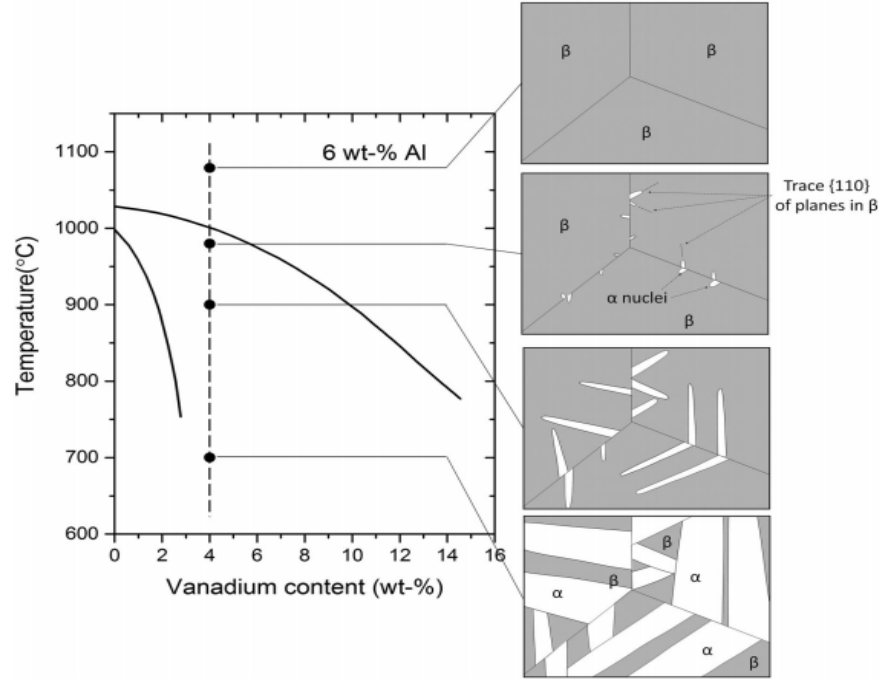 β
β
β
1100
6 wt-% Al
1000
900
800
700
600
Temperature(°C)
0
2
4
6
8
10
12
14
16
Vanadium content (wt-%)
β
Trace {110}
of planes in β
α nuclei
β
β
α
β
α
α
β